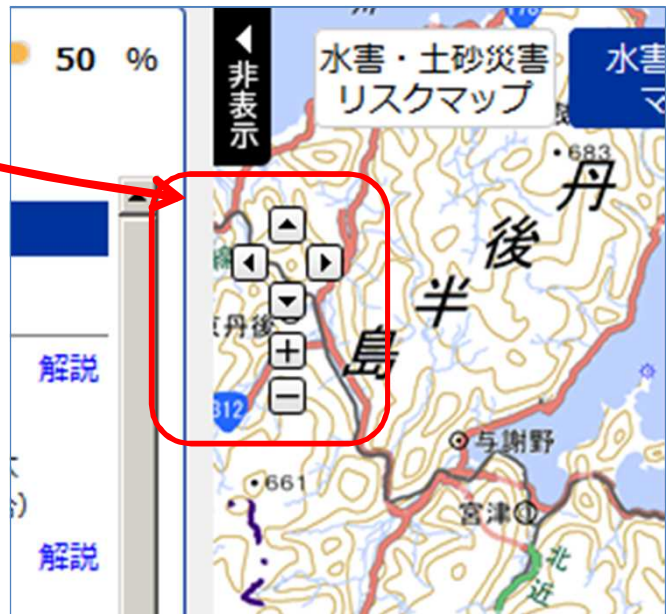 50 %
非表示
水害・土砂災害
リスクマップ
水害
マ
178
683
丹後半島
312
解説
与謝野
661
宮津
北
近
解説